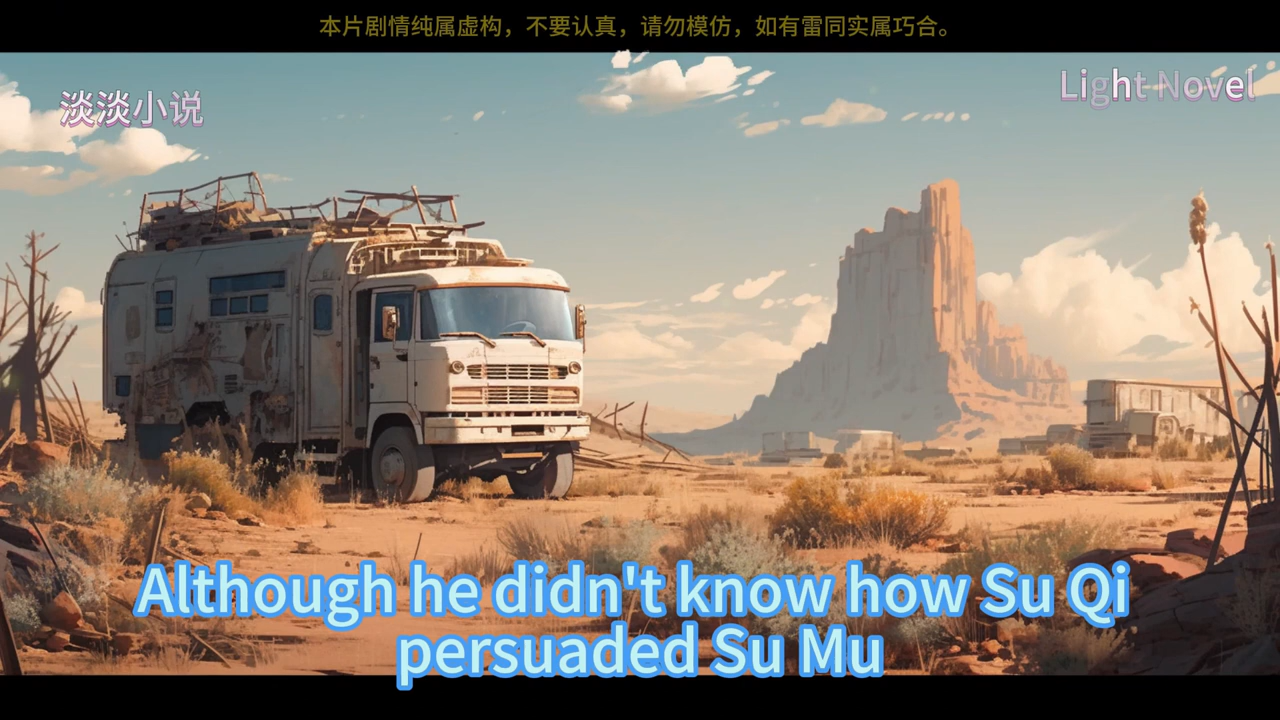 本片剧情纯属虚构，不要认真，请勿模仿，如有雷同实属巧合。
淡淡小说
Light Novel
Although he didn't know how Su Qi
persuaded Su Mu